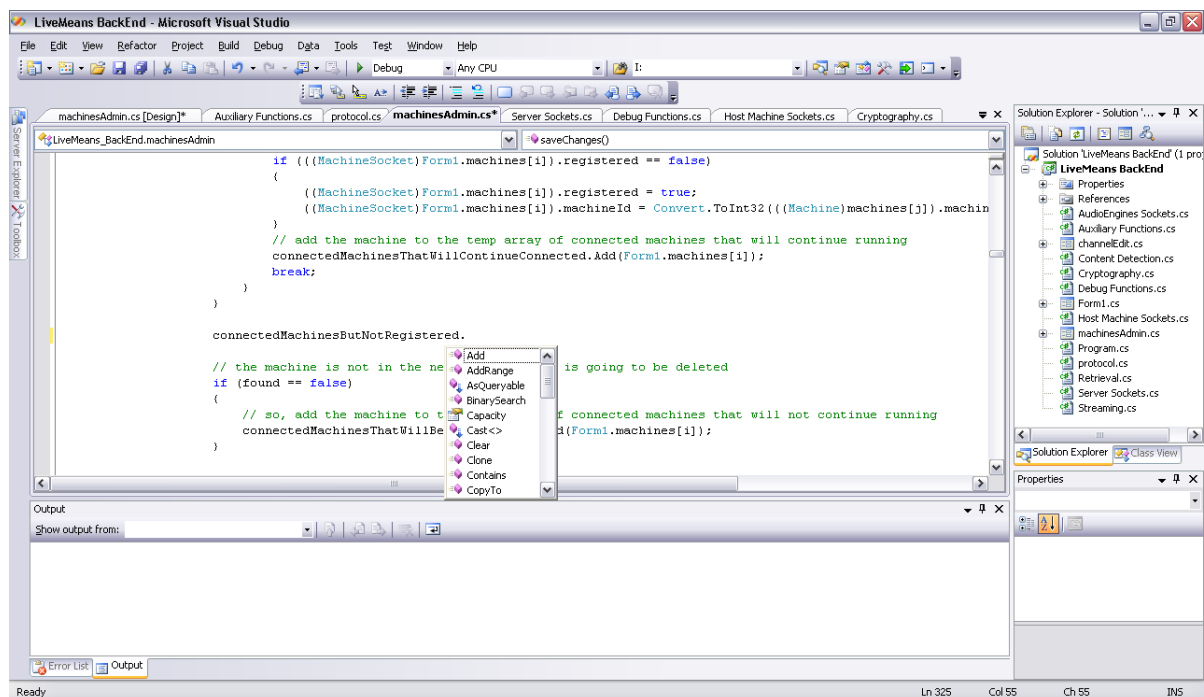 LiveMeans BackEnd - Microsoft Visual Studio
File Edit View Refactor Project Build Debug Data Tools Test Window Help
Debug Any CPU I:
machinesAdmin.cs [Design]* Auxiliary Functions.cs protocol.cs machinesAdmin.cs* Server Sockets.cs Debug Functions.cs Host Machine Sockets.cs Cryptography.cs
LiveMeans_BackEnd.machinesAdmin saveChanges()
if (((MachineSocket)Form1.machines[i]).registered == false)
{
((MachineSocket)Form1.machines[i]).registered = true;
((MachineSocket)Form1.machines[i]).machineId = Convert.ToInt32(((Machine)machines[j]).machin
}
// add the machine to the temp array of connected machines that will continue running
connectedMachinesThatWillContinueConnected.Add(Form1.machines[i]);
break;
}
}
connectedMachinesButNotRegistered.
// the machine is not in the ne is going to be deleted
if (found == false)
{
// so, add the machine to t f connected machines that will not continue running
connectedMachinesThatWillBe d(Form1.machines[i]);
}
Add
AddRange
AsQueryable
BinarySearch
Capacity
Cast<>
Clear
Clone
Contains
CopyTo
Server Explorer
Toolbox
Output
Show output from:
Error List Output
Solution Explorer - Solution '...
Solution 'LiveMeans BackEnd' (1 pro
LiveMeans BackEnd
Properties
References
AudioEngines Sockets.cs
Auxiliary Functions.cs
channelEdit.cs
Content Detection.cs
Cryptography.cs
Debug Functions.cs
Form1.cs
Host Machine Sockets.cs
machinesAdmin.cs
Program.cs
protocol.cs
Retrieval.cs
Server Sockets.cs
Streaming.cs
Solution Explorer Class View
Properties
Ready Ln 325 Col 55 Ch 55 INS